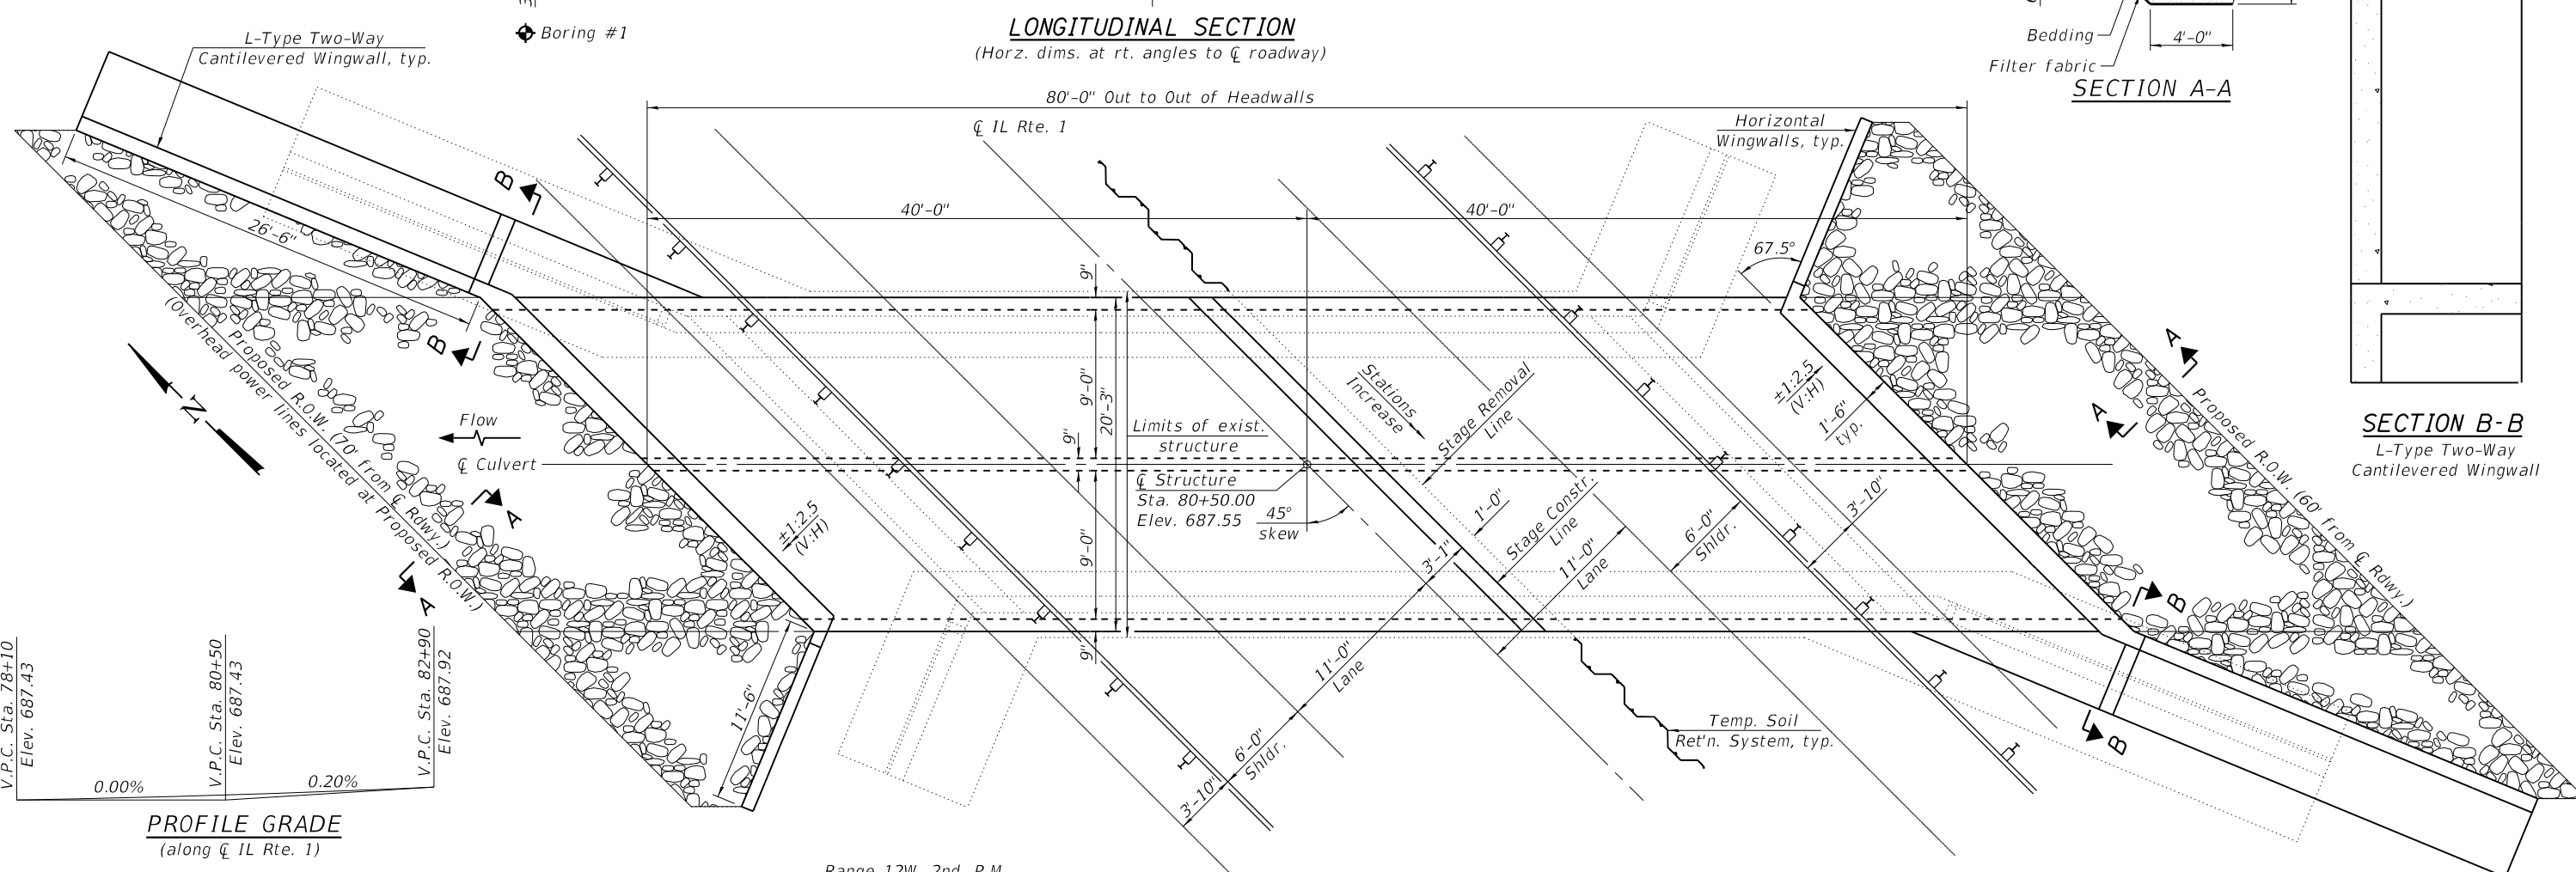 Boring #1
LONGITUDINAL SECTION
(Horz. dims. at rt. angles to ℄ roadway)
Bedding
Filter fabric
4'-0"
SECTION A-A
L-Type Two-Way
Cantilevered Wingwall, typ.
80'-0" Out to Out of Headwalls
℄ IL Rte. 1
Horizontal
Wingwalls, typ.
B
40'-0"
40'-0"
26'-6"
67.5°
9"
B
Proposed R.O.W. (70' from ℄ Rdwy.)
(Overhead power lines located at Proposed R.O.W.)
N
Flow
℄ Culvert
9'-0"
20'-3"
9"
Limits of exist.
structure
℄ Structure
Sta. 80+50.00
Elev. 687.55
45°
skew
Stations
Increase
Stage Removal
Line
±1:2.5
(V:H)
1'-6"
typ.
A
A
Proposed R.O.W. (60' from ℄ Rdwy.)
SECTION B-B
L-Type Two-Way
Cantilevered Wingwall
A
A
±1:2.5
(V:H)
9'-0"
1'-0"
Stage Constr.
Line
3'-1"
11'-0"
Lane
6'-0"
Shldr.
3'-10"
B
B
9"
11'-0"
Lane
6'-0"
Shldr.
3'-10"
11'-6"
Temp. Soil
Ret'n. System, typ.
V.P.C. Sta. 78+10
Elev. 687.43
V.P.C. Sta. 80+50
Elev. 687.43
V.P.C. Sta. 82+90
Elev. 687.92
0.00%
0.20%
PROFILE GRADE
(along ℄ IL Rte. 1)
Range 12W, 2nd. P.M.